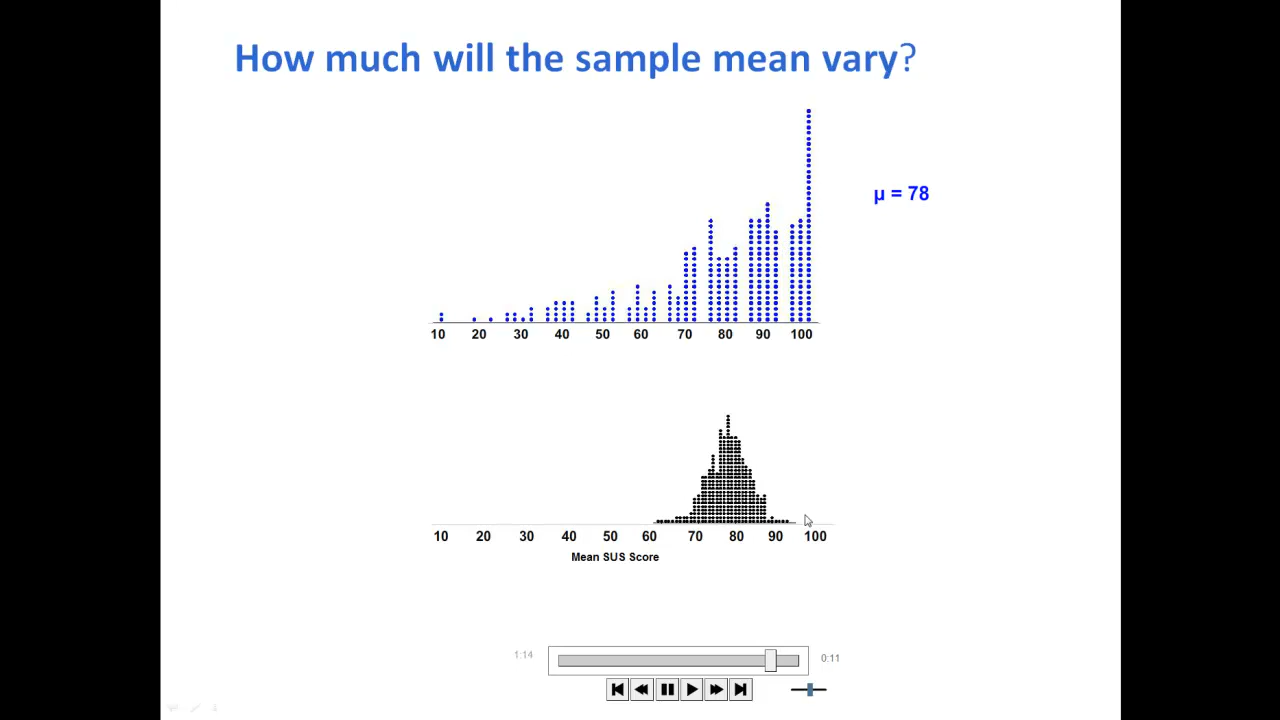 How much will the sample mean vary?
μ = 78
10 20 30 40 50 60 70 80 90 100
10 20 30 40 50 60 70 80 90 100
Mean SUS Score
1:14 0:11